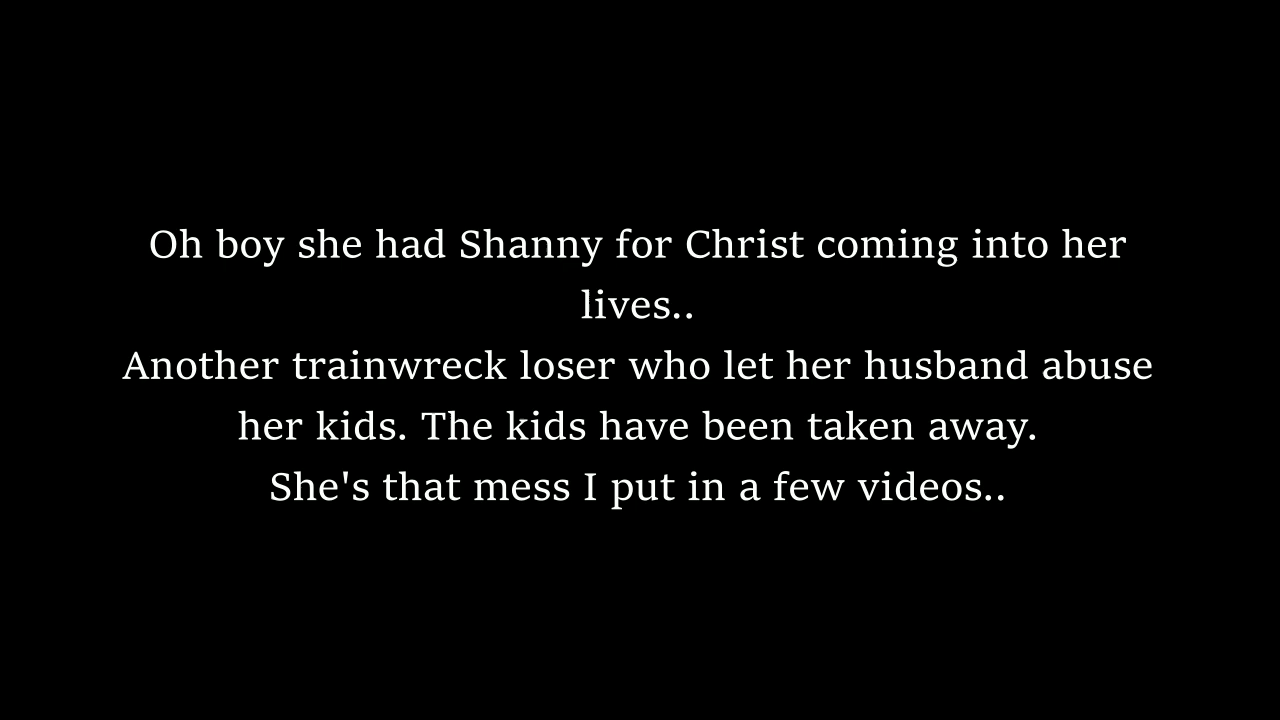 Oh boy she had Shanny for Christ coming into her
lives..
Another trainwreck loser who let her husband abuse
her kids. The kids have been taken away.
She's that mess I put in a few videos..